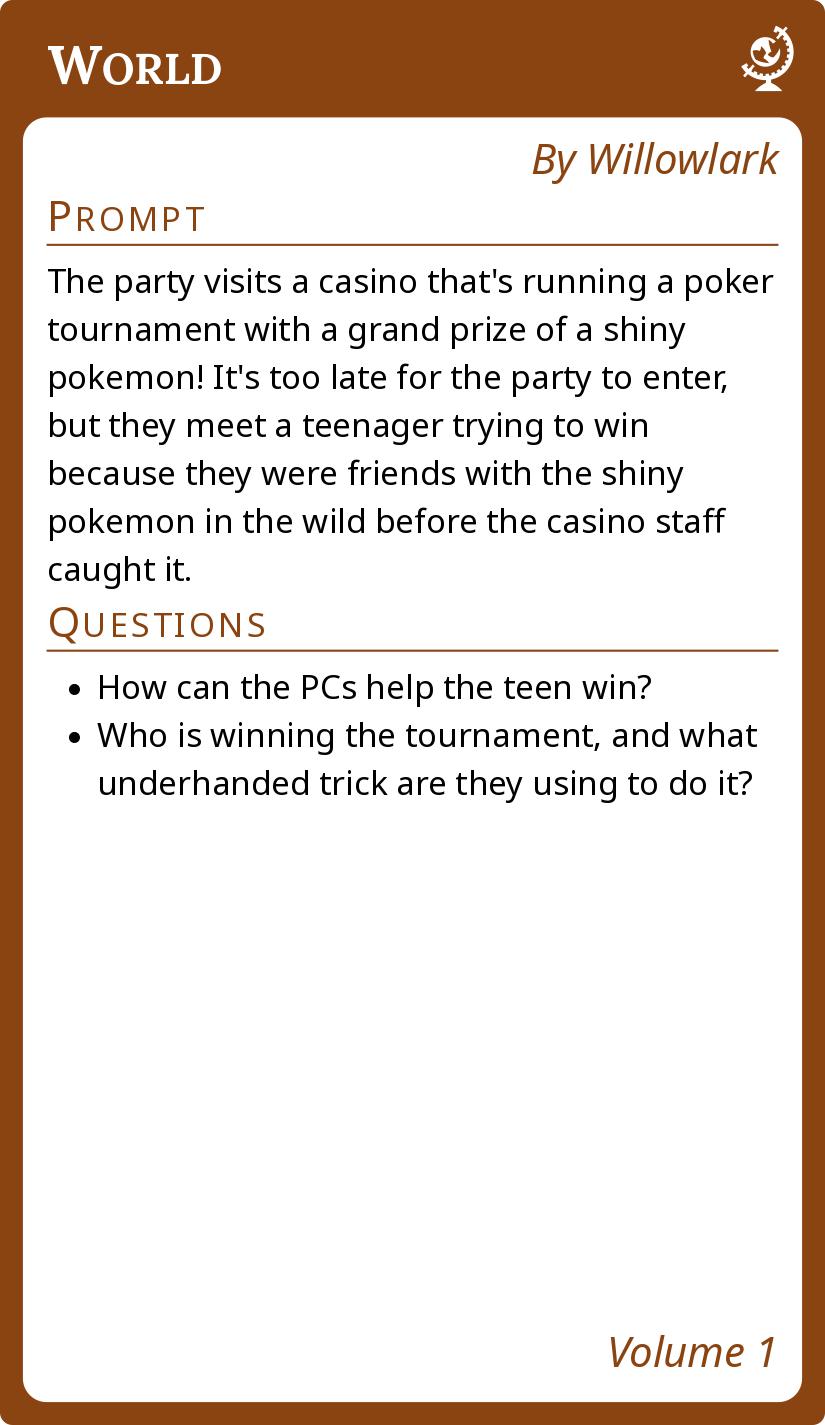 World
By Willowlark
Prompt
The party visits a casino that's running a poker
tournament with a grand prize of a shiny
pokemon! It's too late for the party to enter,
but they meet a teenager trying to win
because they were friends with the shiny
pokemon in the wild before the casino staff
caught it.
Questions
• How can the PCs help the teen win?
• Who is winning the tournament, and what
underhanded trick are they using to do it?
Volume 1